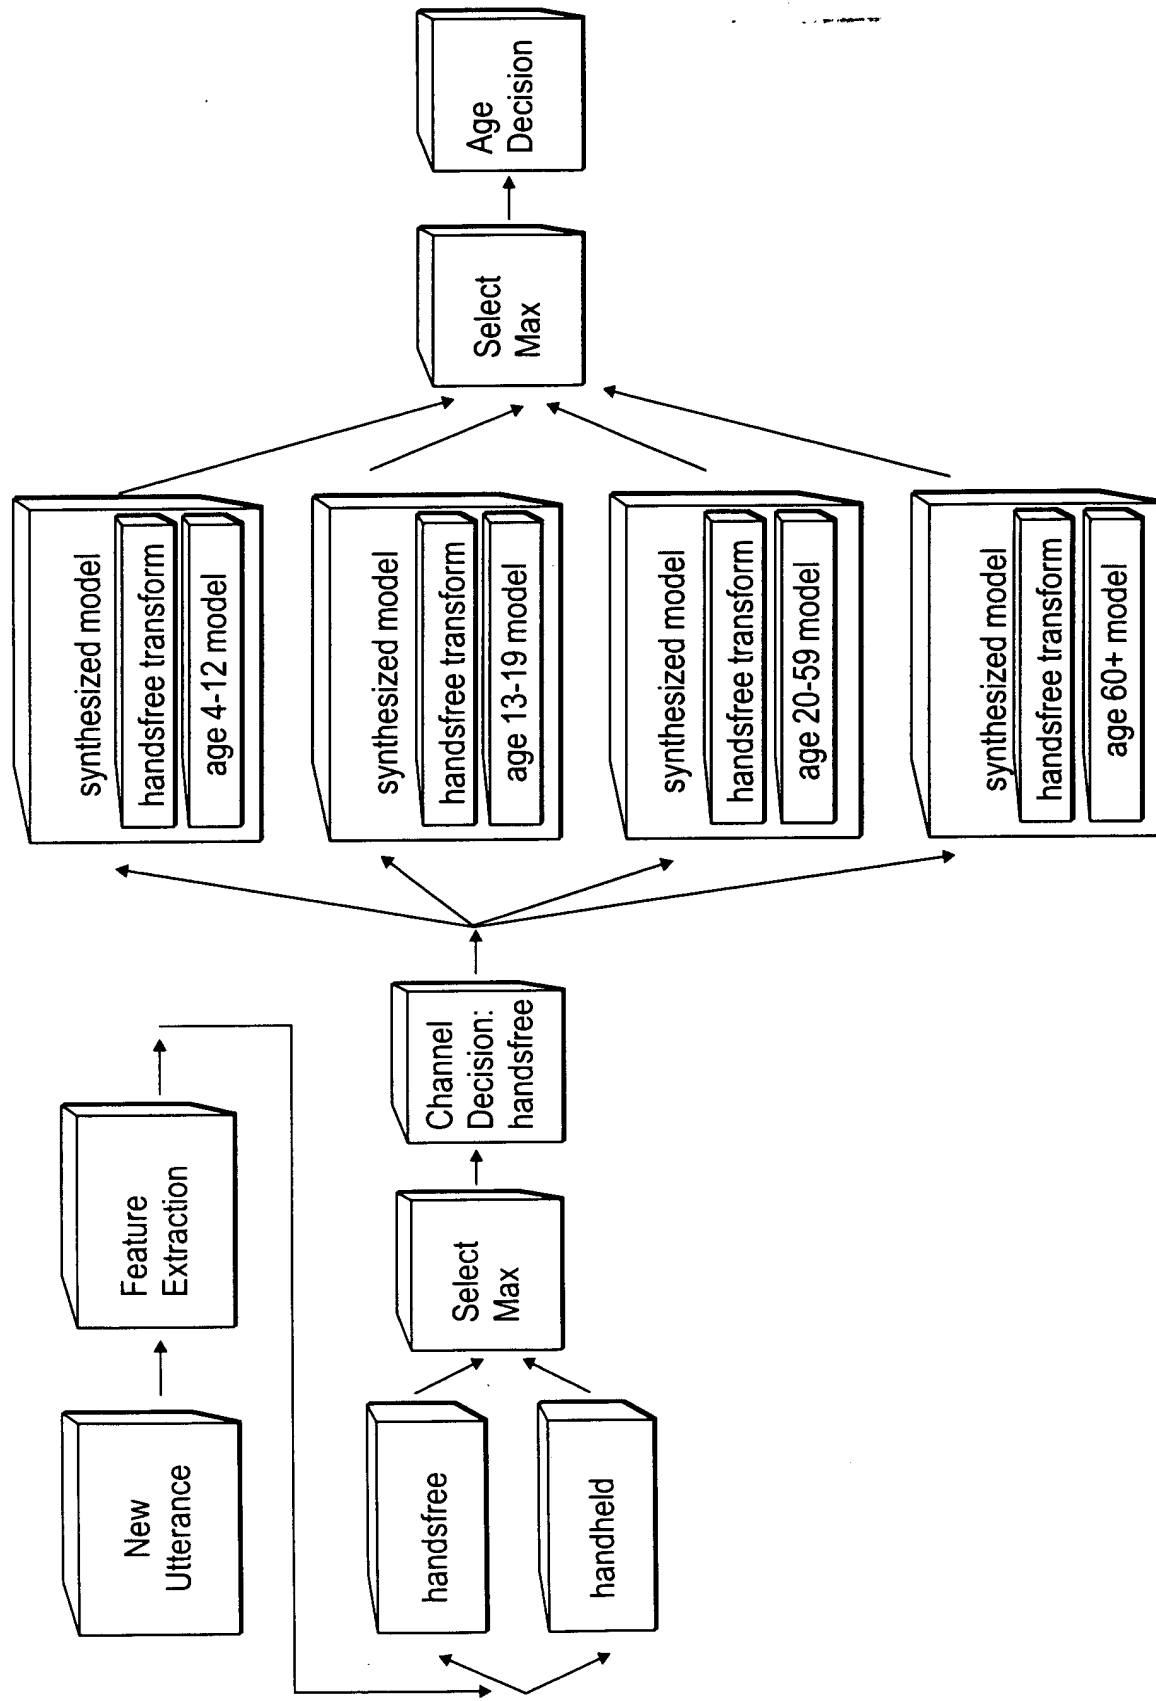 New
Utterance
Feature
Extraction
handsfree
handheld
Select
Max
Channel
Decision:
handsfree
synthesized model
handsfree transform
age 4-12 model
synthesized model
handsfree transform
age 13-19 model
synthesized model
handsfree transform
age 20-59 model
synthesized model
handsfree transform
age 60+ model
Select
Max
Age
Decision